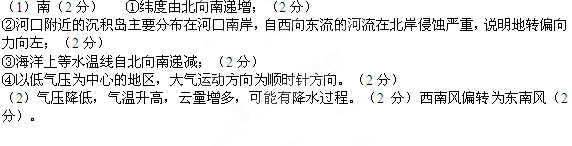 （1）南（2 分）　①纬度由北向南递增；（2 分）
②河口附近的沉积岛主要分布在河口南岸，自西向东流的河流在北岸侵蚀严重，说明地转偏向
力向左；（2 分）
③海洋上等水温线自北向南递减；（2 分）
④以低气压为中心的地区，大气运动方向为顺时针方向。（2 分）
（2）气压降低，气温升高，云量增多，可能有降水过程。（2 分）西南风偏转为东南风（2
分）。